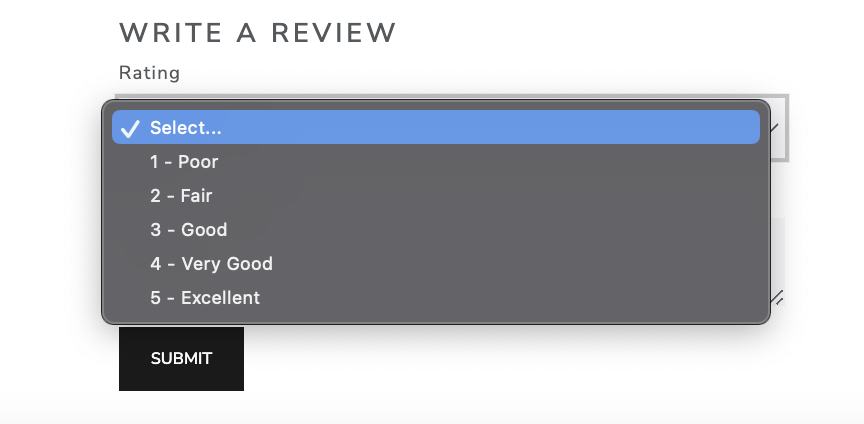 WRITE A REVIEW
Rating
Select...
1 - Poor
2 - Fair
3 - Good
4 - Very Good
5 - Excellent
SUBMIT